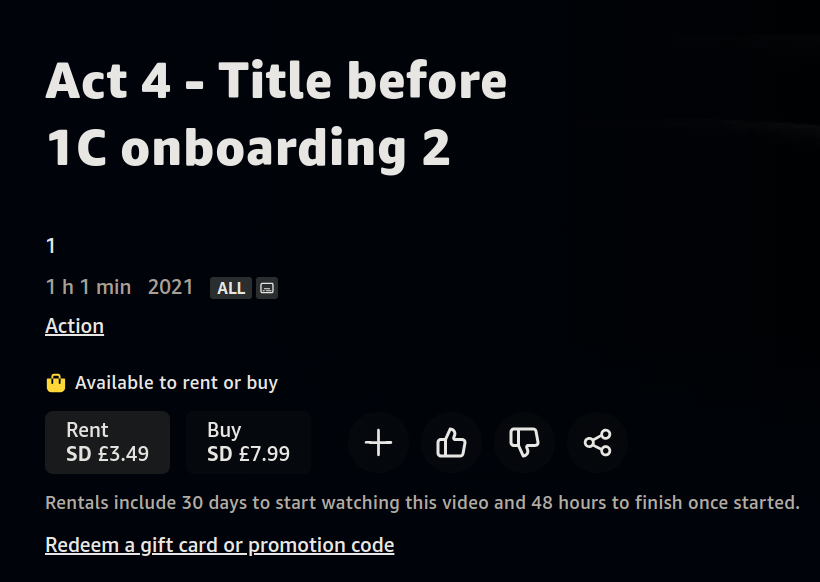 Act 4 - Title before
1C onboarding 2
1
1 h 1 min 2021 ALL
Action
Available to rent or buy
Rent Buy
SD £3.49 SD £7.99
Rentals include 30 days to start watching this video and 48 hours to finish once started.
Redeem a gift card or promotion code